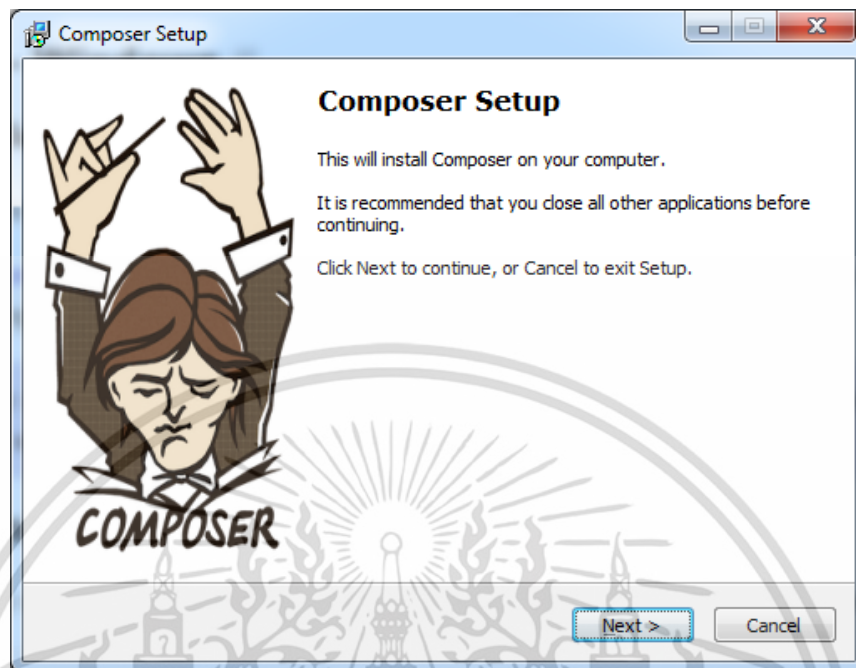 Composer Setup
Composer Setup
This will install Composer on your computer.
It is recommended that you close all other applications before
continuing.
Click Next to continue, or Cancel to exit Setup.
COMPOSER
Next >
Cancel